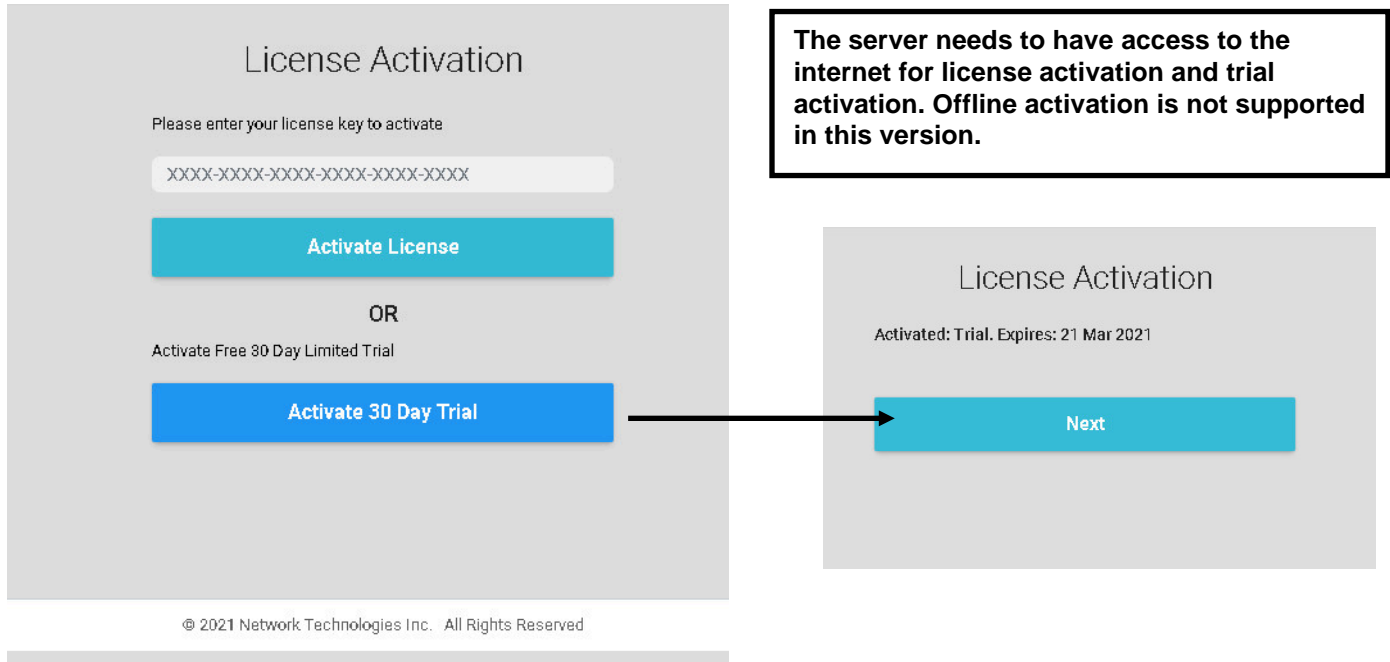 License Activation
Please enter your license key to activate
XXXX-XXXX-XXXX-XXXX-XXXX-XXXX
Activate License
OR
Activate Free 30 Day Limited Trial
Activate 30 Day Trial
© 2021 Network Technologies Inc. All Rights Reserved
The server needs to have access to the
internet for license activation and trial
activation. Offline activation is not supported
in this version.
License Activation
Activated: Trial. Expires: 21 Mar 2021
Next